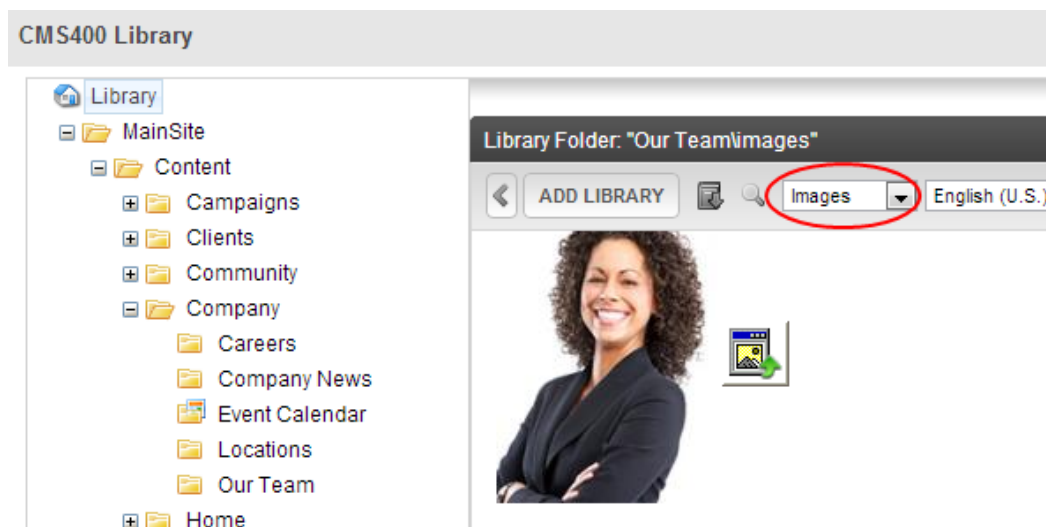 CMS400 Library
Library
MainSite
Content
Campaigns
Clients
Community
Company
Careers
Company News
Event Calendar
Locations
Our Team
Home
Library Folder: "Our Team\images"
ADD LIBRARY Images English (U.S.)